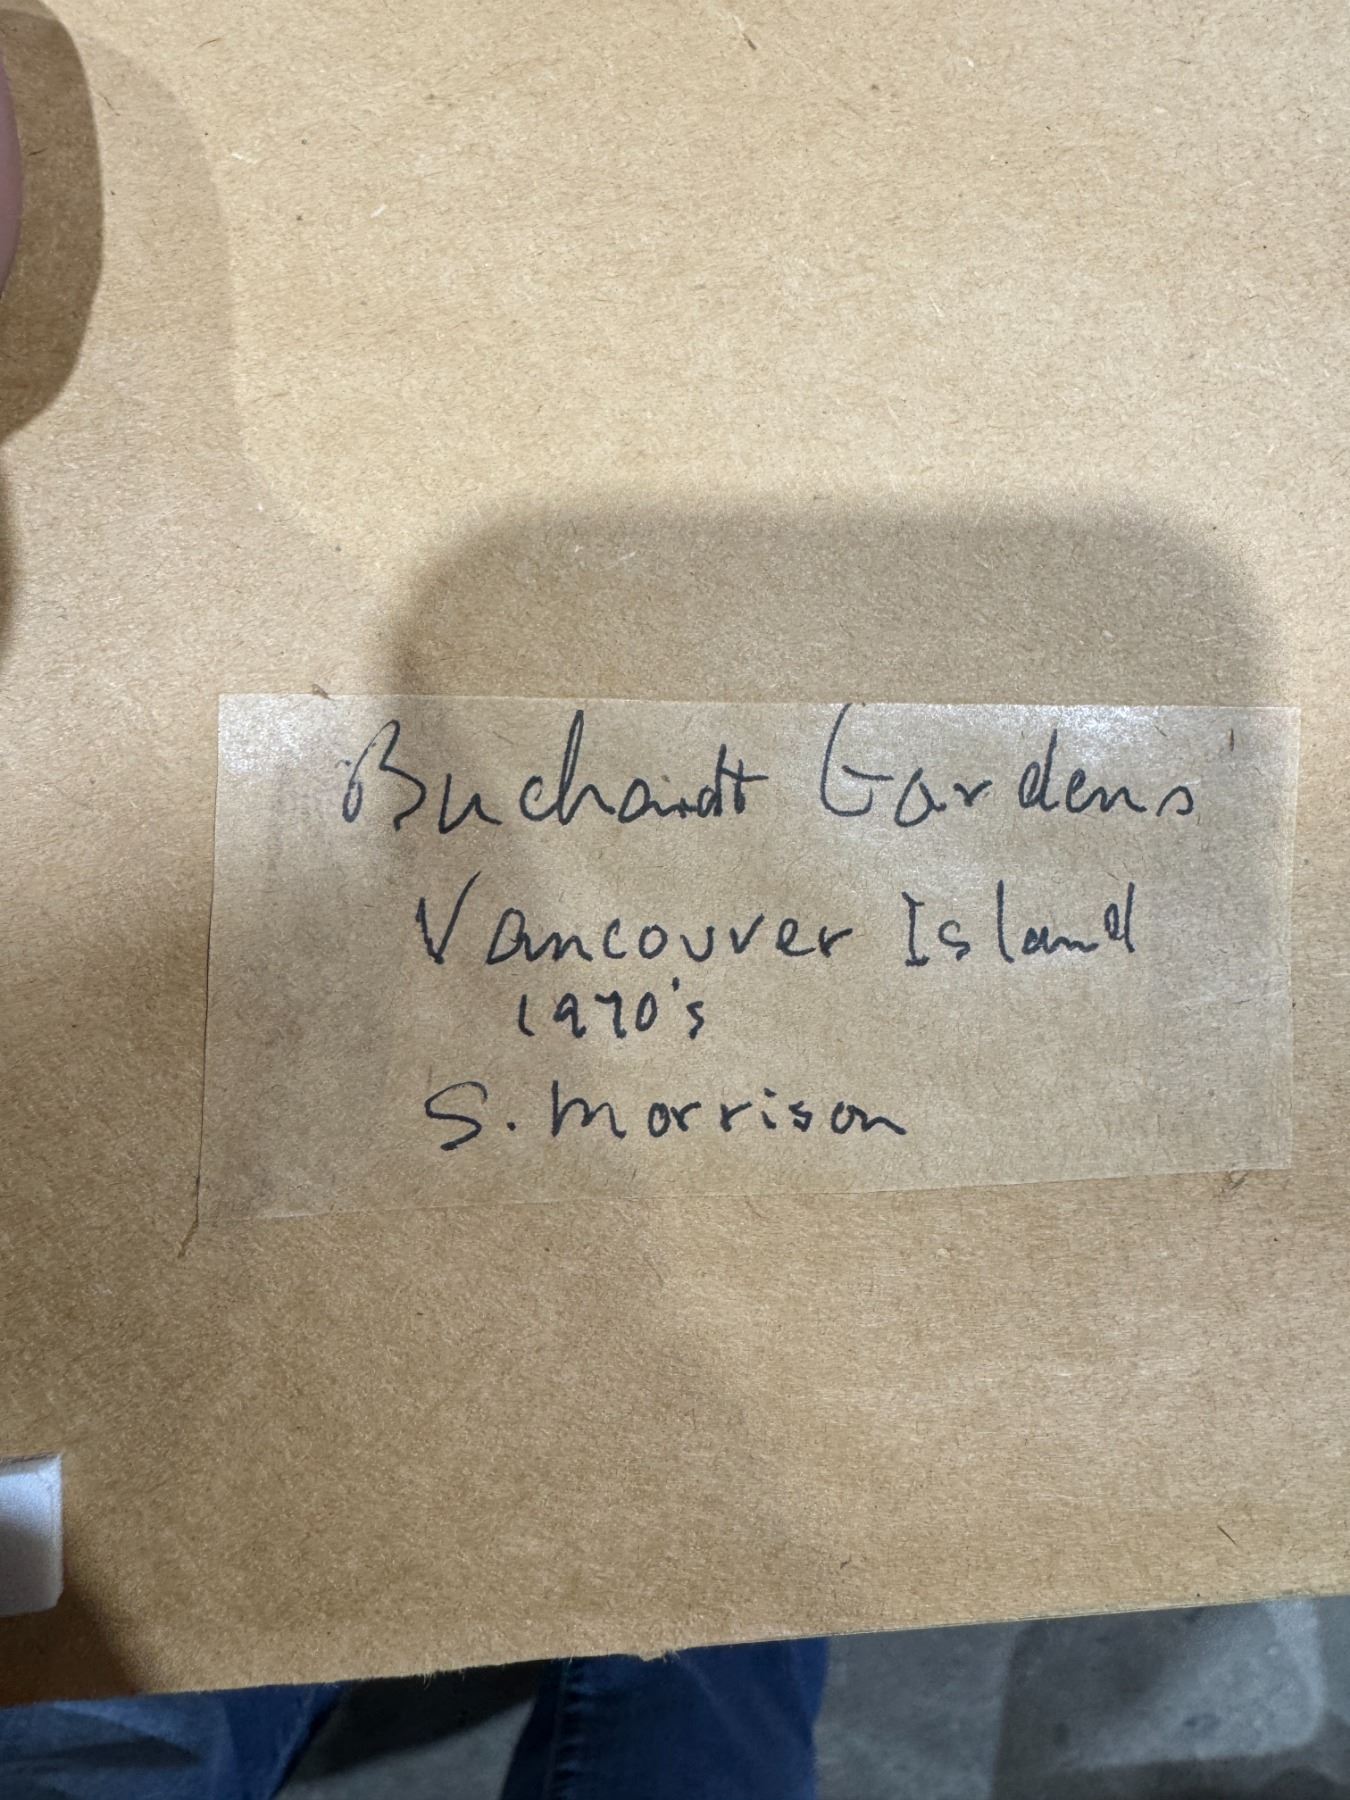 Buchardt Gardens
Vancouver Island
1970's
S. Morrison